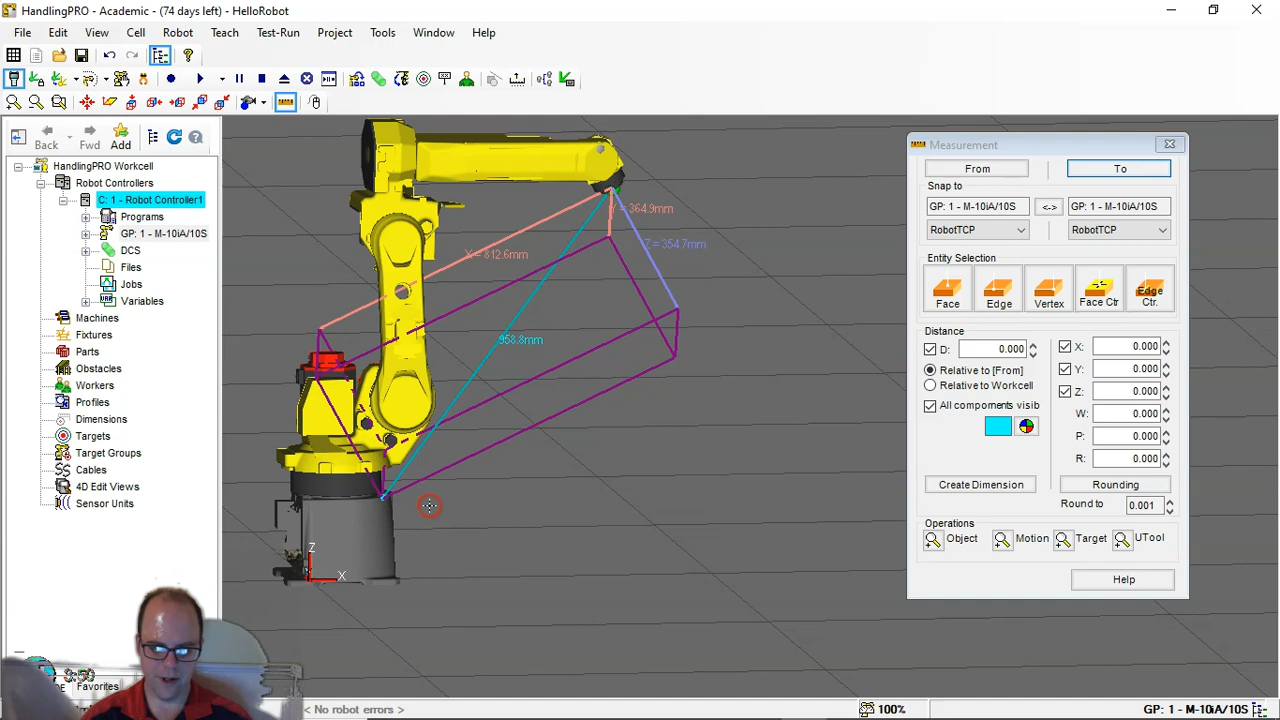 HandlingPRO - Academic - (74 days left) - HelloRobot
File Edit View Cell Robot Teach Test-Run Project Tools Window Help
Back Fwd Add
HandlingPRO Workcell
Robot Controllers
C: 1 - Robot Controller1
Programs
GP: 1 - M-10iA/10S
DCS
Files
Jobs
Variables
Machines
Fixtures
Parts
Obstacles
Workers
Profiles
Dimensions
Targets
Target Groups
Cables
4D Edit Views
Sensor Units
Favorites
364.9mm
Z = 354.7mm
X = 812.6mm
958.8mm
Z
X
Measurement
From To
Snap to
GP: 1 - M-10iA/10S <-> GP: 1 - M-10iA/10S
RobotTCP RobotTCP
Entity Selection
Face Edge Vertex Face Ctr Edge Ctr.
Distance
D: 0.000 X: 0.000
Relative to [From] Y: 0.000
Relative to Workcell Z: 0.000
All components visib W: 0.000
P: 0.000
R: 0.000
Create Dimension Rounding
Round to 0.001
Operations
Object Motion Target UTool
Help
< No robot errors > 100% GP: 1 - M-10iA/10S